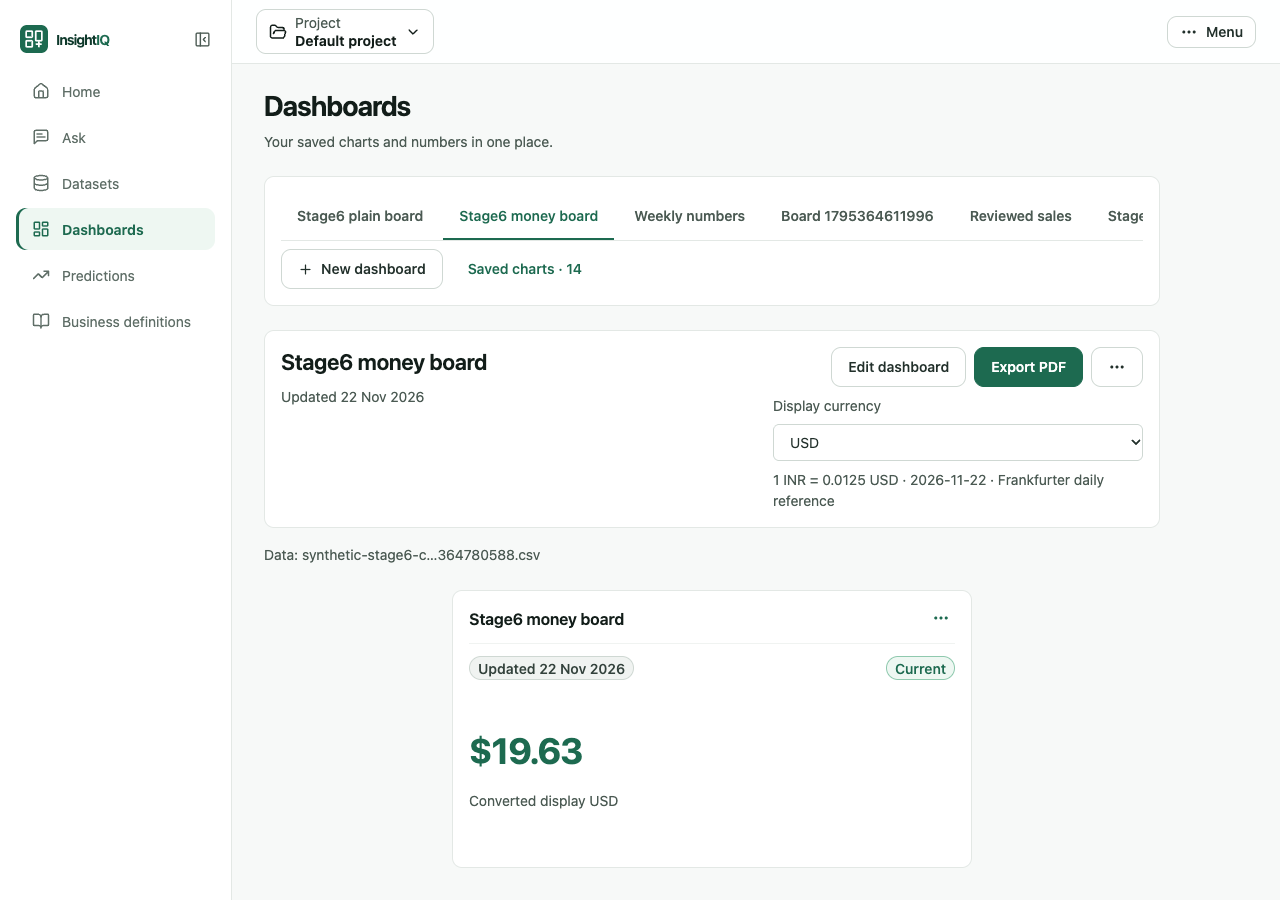 InsightIQ
Project
Default project
Menu
Home
Ask
Datasets
Dashboards
Predictions
Business definitions
Dashboards
Your saved charts and numbers in one place.
Stage6 plain board
Stage6 money board
Weekly numbers
Board 1795364611996
Reviewed sales
Stage
New dashboard
Saved charts · 14
Stage6 money board
Edit dashboard
Export PDF
Updated 22 Nov 2026
Display currency
USD
1 INR = 0.0125 USD · 2026-11-22 · Frankfurter daily
reference
Data: synthetic-stage6-c...364780588.csv
Stage6 money board
Updated 22 Nov 2026
Current
$19.63
Converted display USD